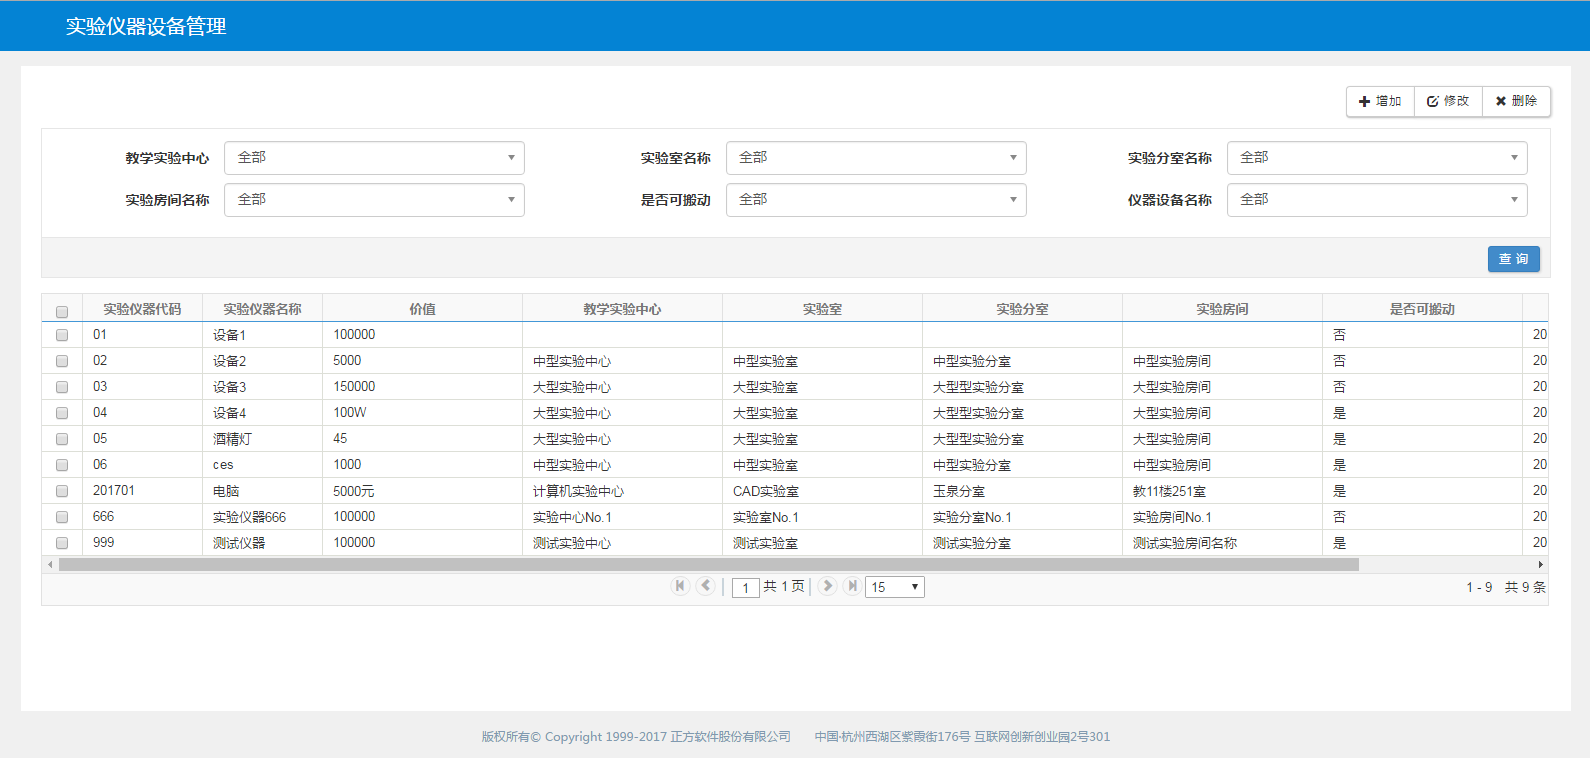 实验仪器设备管理
增加 修改 删除
教学实验中心 全部 实验室名称 全部 实验分室名称 全部
实验房间名称 全部 是否可搬动 全部 仪器设备名称 全部
查 询
实验仪器代码 实验仪器名称 价值 教学实验中心 实验室 实验分室 实验房间 是否可搬动
01 设备1 100000 否 20
02 设备2 5000 中型实验中心 中型实验室 中型实验分室 中型实验房间 否 20
03 设备3 150000 大型实验中心 大型实验室 大型型实验分室 大型实验房间 否 20
04 设备4 100W 大型实验中心 大型实验室 大型型实验分室 大型实验房间 是 20
05 酒精灯 45 大型实验中心 大型实验室 大型型实验分室 大型实验房间 是 20
06 ces 1000 中型实验中心 中型实验室 中型实验分室 中型实验房间 是 20
201701 电脑 5000元 计算机实验中心 CAD实验室 玉泉分室 教11楼251室 是 20
666 实验仪器666 100000 实验中心No.1 实验室No.1 实验分室No.1 实验房间No.1 否 20
999 测试仪器 100000 测试实验中心 测试实验室 测试实验分室 测试实验房间名称 是 20
1 共 1 页 15 1 - 9 共 9 条
版权所有© Copyright 1999-2017 正方软件股份有限公司 中国·杭州西湖区紫霞街176号 互联网创新创业园2号301